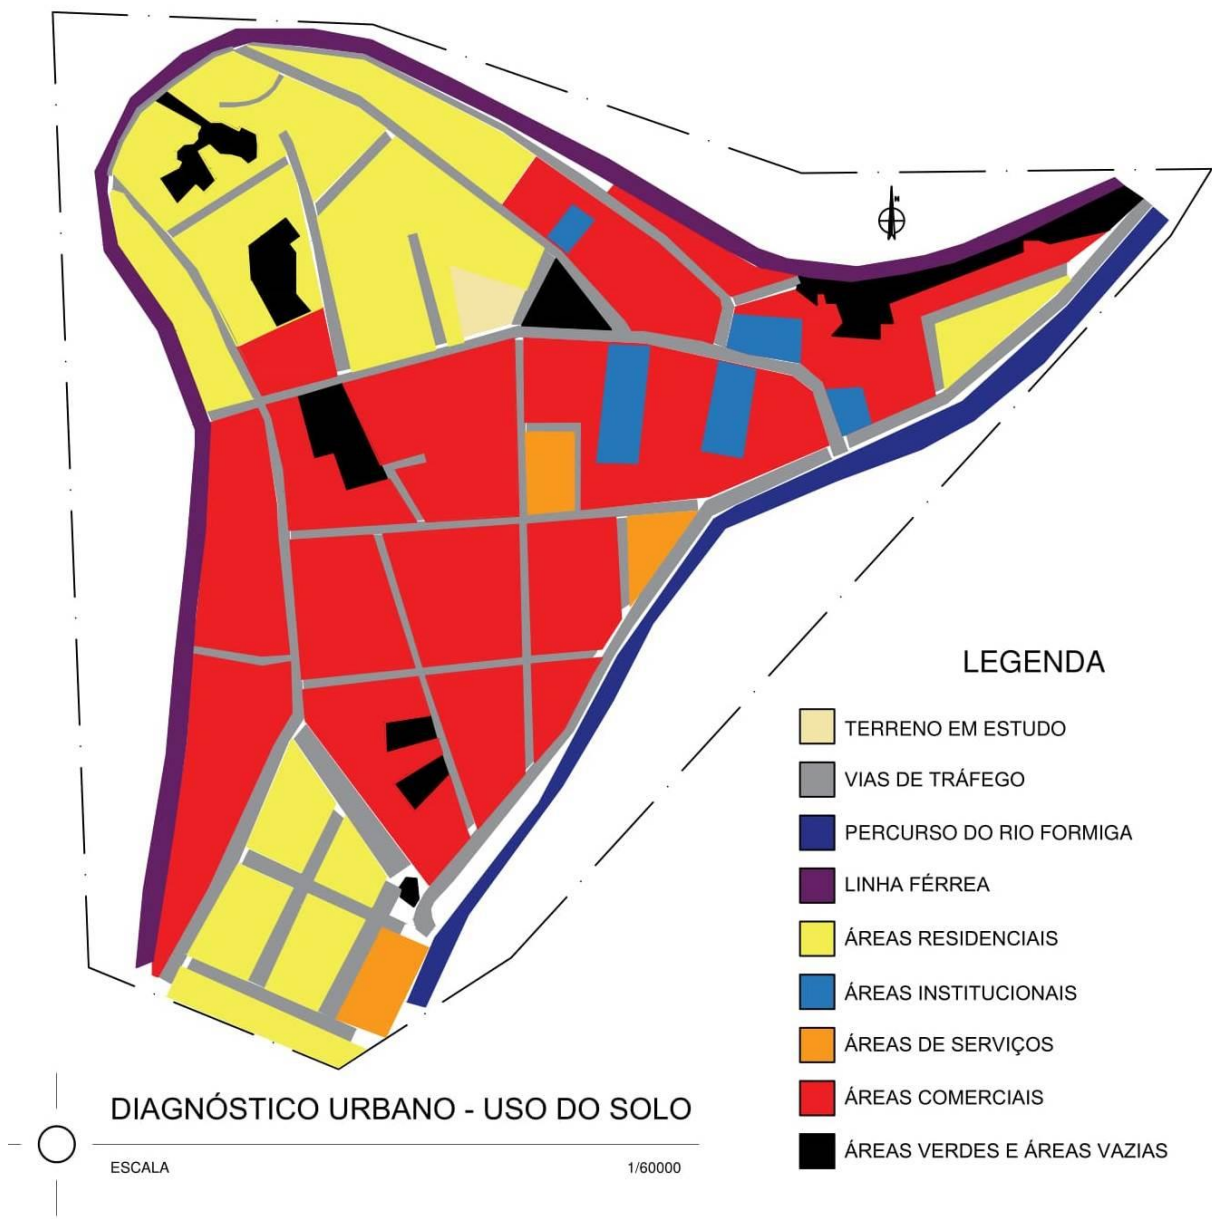 N
LEGENDA
TERRENO EM ESTUDO
VIAS DE TRÁFEGO
PERCURSO DO RIO FORMIGA
LINHA FÉRREA
ÁREAS RESIDENCIAIS
ÁREAS INSTITUCIONAIS
ÁREAS DE SERVIÇOS
ÁREAS COMERCIAIS
ÁREAS VERDES E ÁREAS VAZIAS
DIAGNÓSTICO URBANO - USO DO SOLO
ESCALA 1/60000